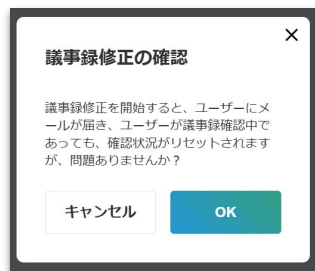 議事録修正の確認
議事録修正を開始すると、ユーザーにメ
ールが届き、ユーザーが議事録確認中で
あっても、確認状況がリセットされます
が、問題ありませんか？
キャンセル OK